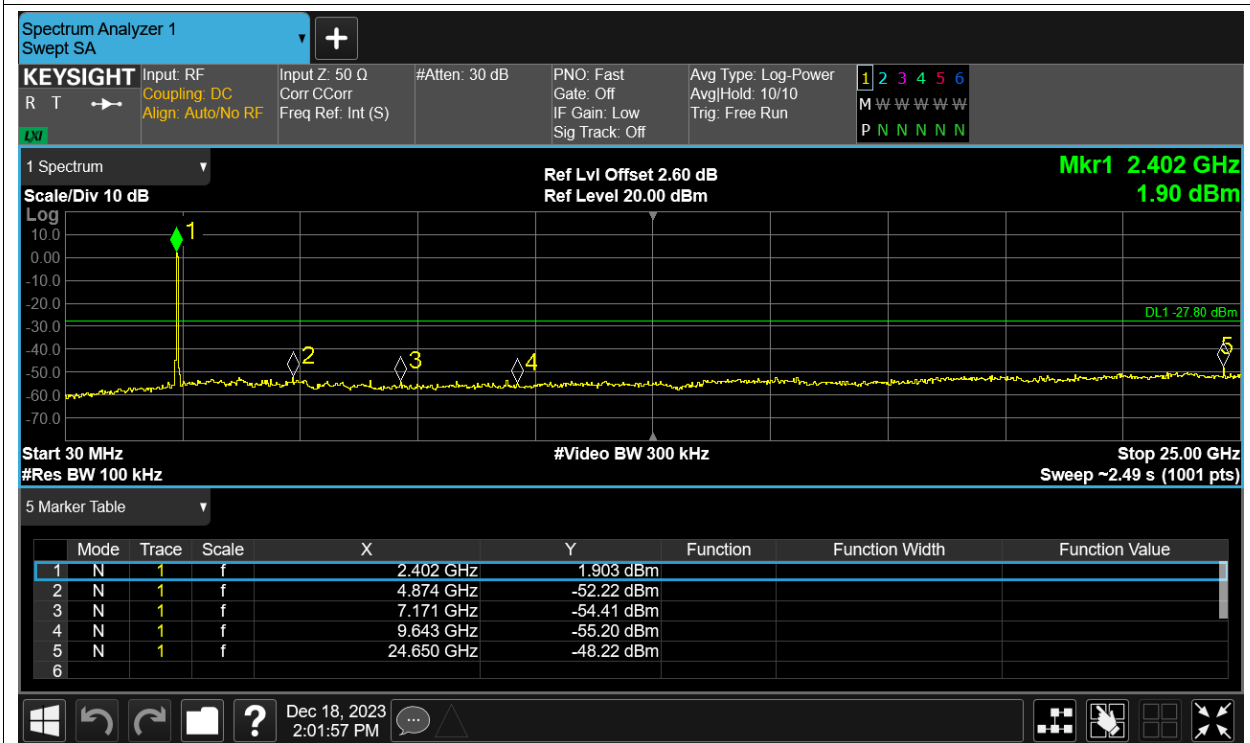 Spectrum Analyzer 1
Swept SA
+
KEYSIGHT
R T
LXI
Input: RF
Coupling: DC
Align: Auto/No RF
Input Z: 50 Ω
Corr CCorr
Freq Ref: Int (S)
#Atten: 30 dB
PNO: Fast
Gate: Off
IF Gain: Low
Sig Track: Off
Avg Type: Log-Power
Avg|Hold: 10/10
Trig: Free Run
1 2 3 4 5 6
M W W W W W
P N N N N N
1 Spectrum
Scale/Div 10 dB
Ref Lvl Offset 2.60 dB
Ref Level 20.00 dBm
Mkr1 2.402 GHz
1.90 dBm
Log
10.0
0.00
-10.0
-20.0
-30.0
-40.0
-50.0
-60.0
-70.0
1
2
3
4
5
DL1 -27.80 dBm
Start 30 MHz
#Video BW 300 kHz
Stop 25.00 GHz
#Res BW 100 kHz
Sweep ~2.49 s (1001 pts)
5 Marker Table
Mode Trace Scale X Y Function Function Width Function Value
1 N 1 f 2.402 GHz 1.903 dBm
2 N 1 f 4.874 GHz -52.22 dBm
3 N 1 f 7.171 GHz -54.41 dBm
4 N 1 f 9.643 GHz -55.20 dBm
5 N 1 f 24.650 GHz -48.22 dBm
6
?
Dec 18, 2023
2:01:57 PM